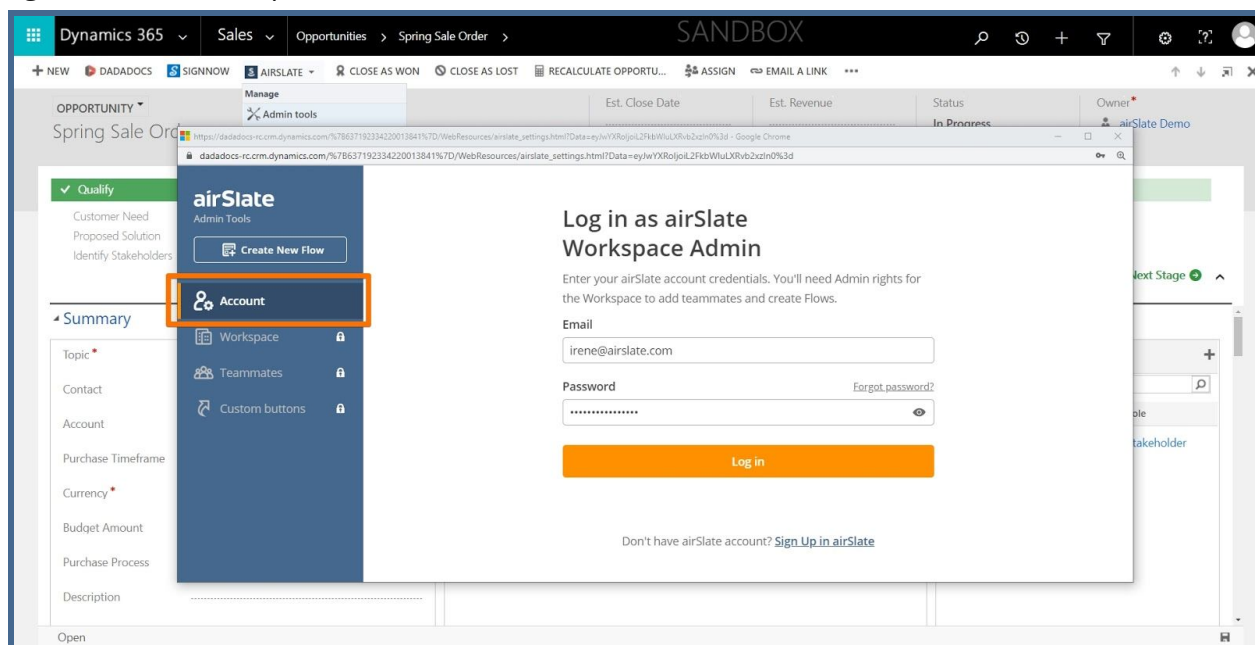 Dynamics 365 Sales Opportunities > Spring Sale Order > SANDBOX
NEW DADADOCS SIGNNOW AIRSLATE CLOSE AS WON CLOSE AS LOST RECALCULATE OPPORTU... ASSIGN EMAIL A LINK •••
Manage
Admin tools
OPPORTUNITY Est. Close Date Est. Revenue Status Owner*
Spring Sale Ord In Progress airSlate Demo
dadadocs-rc.crm.dynamics.com/%7B637192334220013841%7D/WebResources/airslate_settings.html?
Qualify
Customer Need
Proposed Solution
Identify Stakeholders
Next Stage
airSlate
Admin Tools
Create New Flow
Account
Workspace
Teammates
Custom buttons
Log in as airSlate
Workspace Admin
Enter your airSlate account credentials. You'll need Admin rights for
the Workspace to add teammates and create Flows.
Email
irene@airslate.com
Password Forgot password?
••••••••••••••••
Log in
Don't have airSlate account? Sign Up in airSlate
Summary
Topic*
Contact
Account
Purchase Timeframe
Currency*
Budget Amount
Purchase Process
Description
takeholder
Open